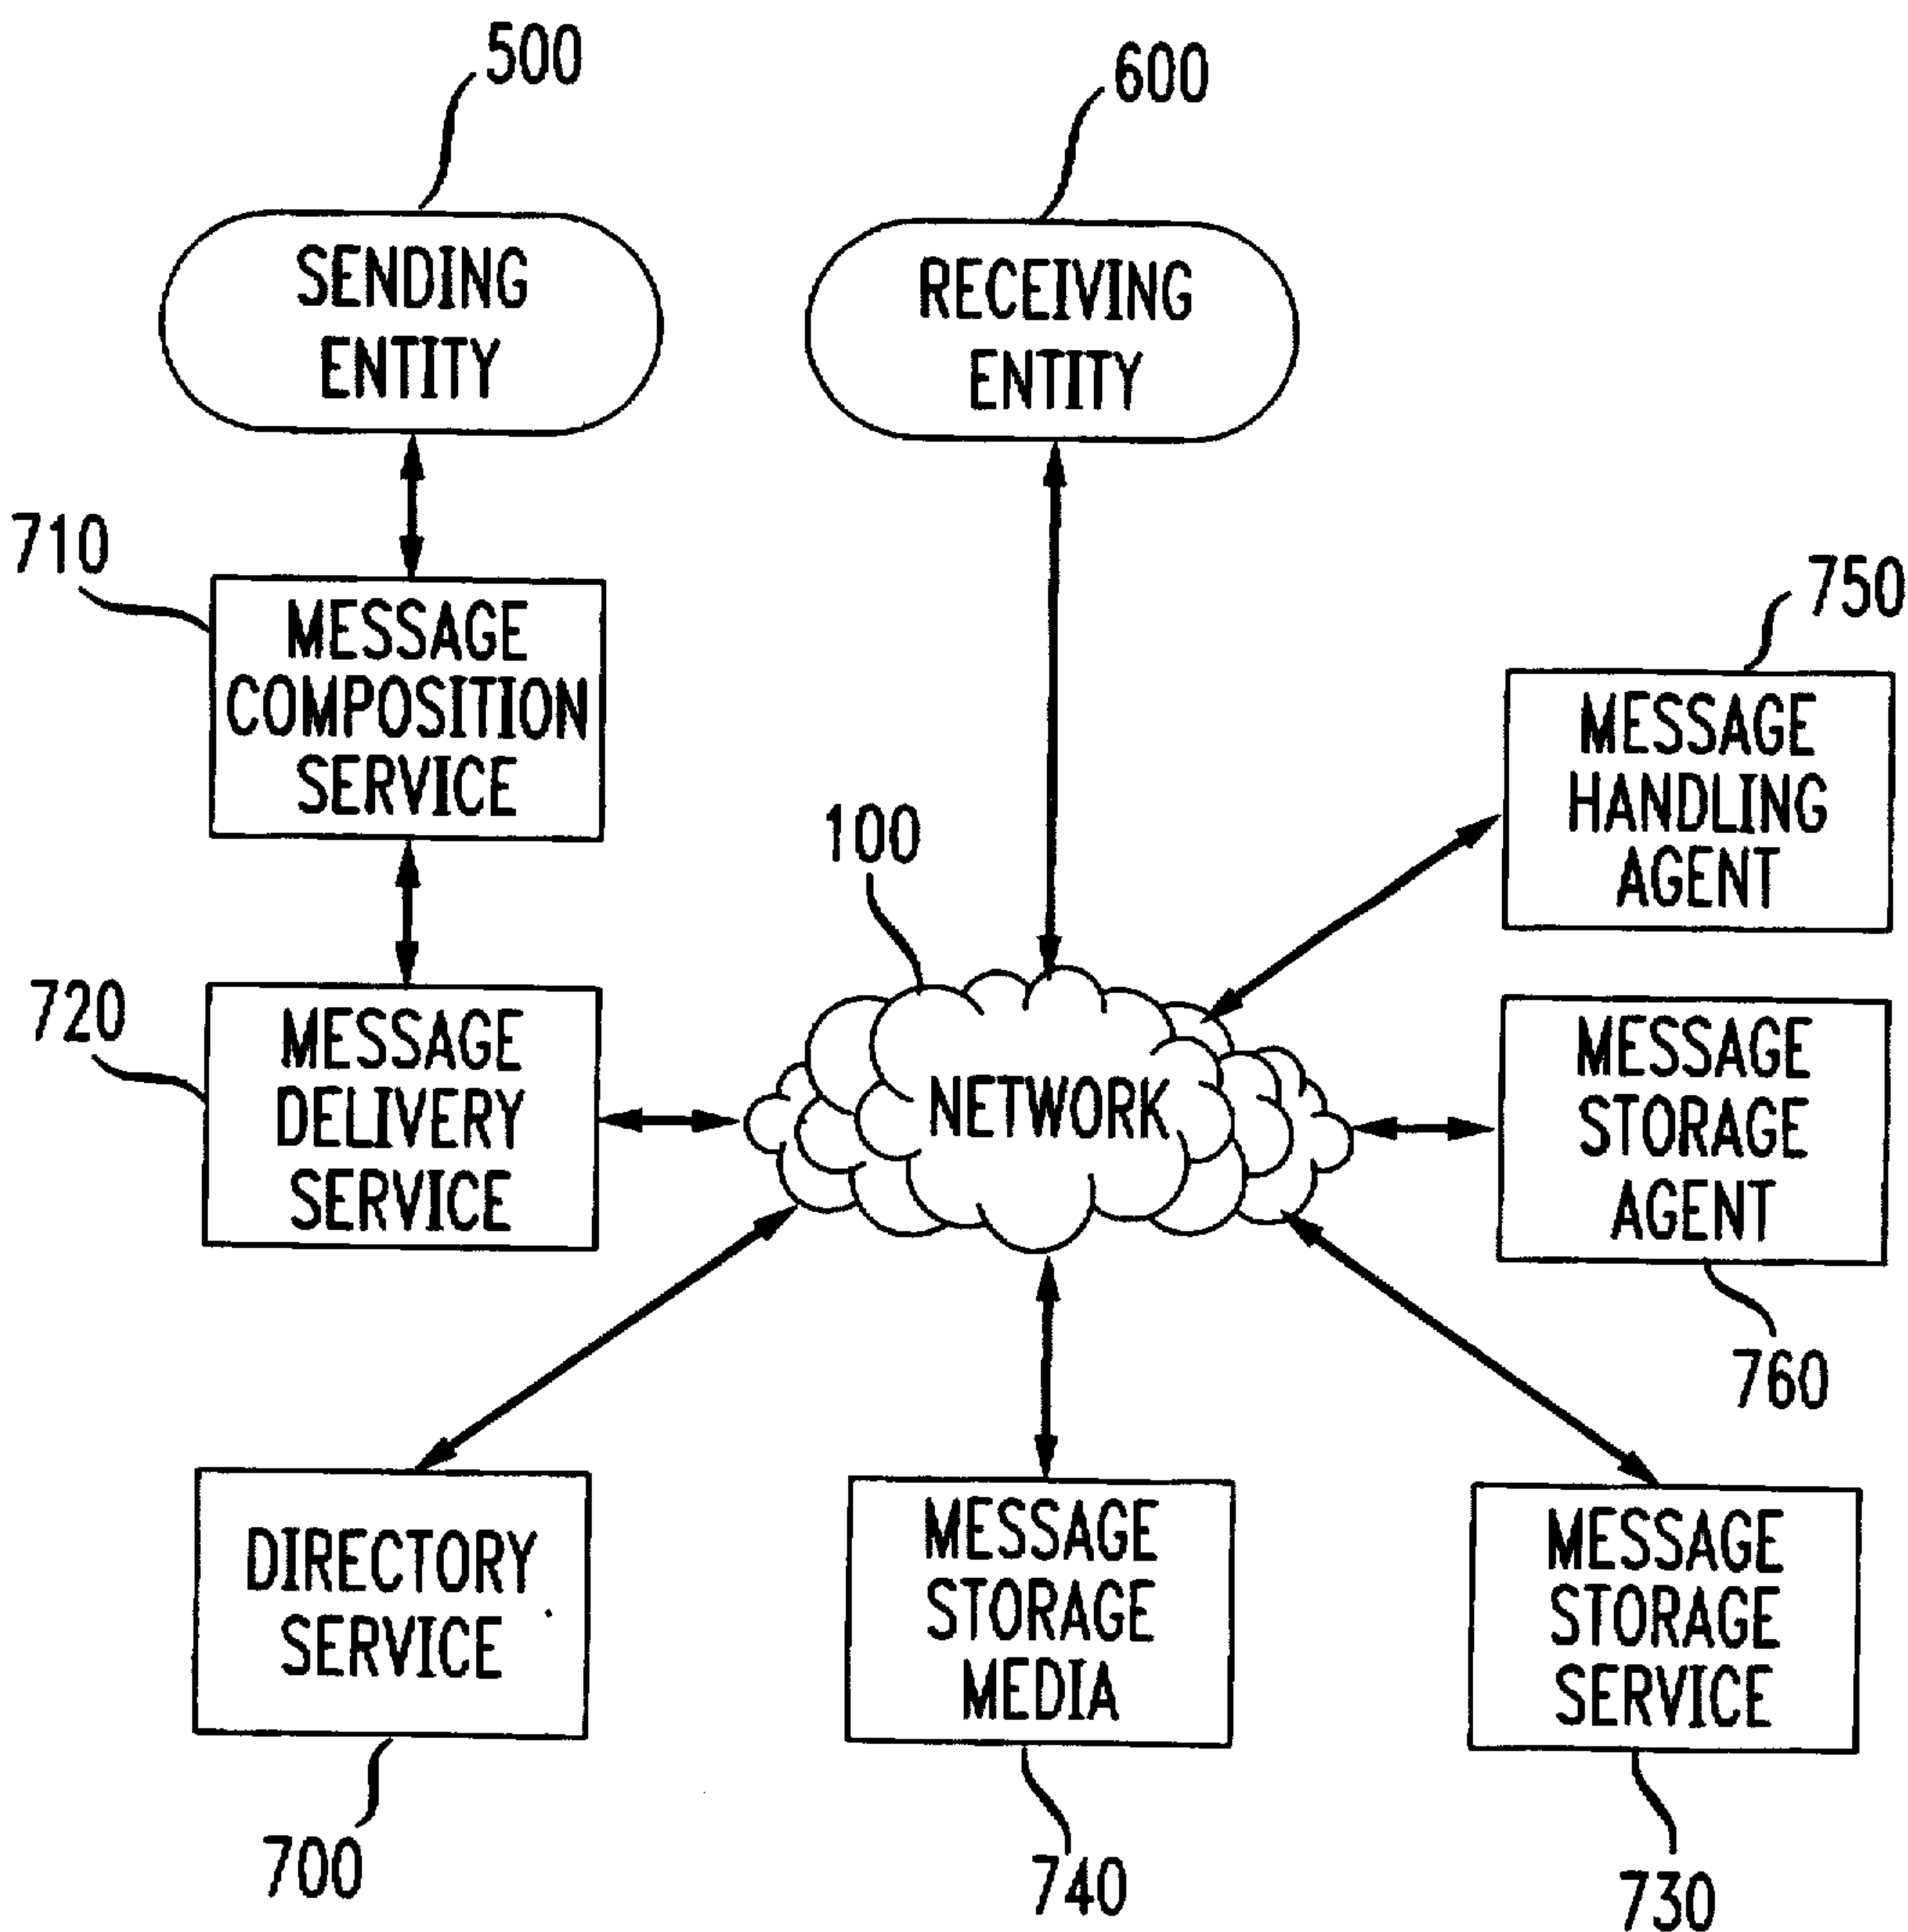 500
600
SENDING
ENTITY
RECEIVING
ENTITY
710
MESSAGE
COMPOSITION
SERVICE
750
MESSAGE
HANDLING
AGENT
100
720
MESSAGE
DELIVERY
SERVICE
NETWORK
MESSAGE
STORAGE
AGENT
760
DIRECTORY
SERVICE
MESSAGE
STORAGE
MEDIA
MESSAGE
STORAGE
SERVICE
700
740
730